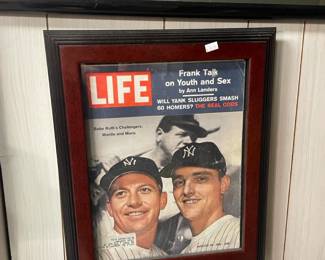 LIFE
Frank Talk
on Youth and Sex
by Ann Landers
WILL YANK SLUGGERS SMASH
60 HOMERS? THE REAL ODDS
Babe Ruth's Challengers:
Mantle and Maris